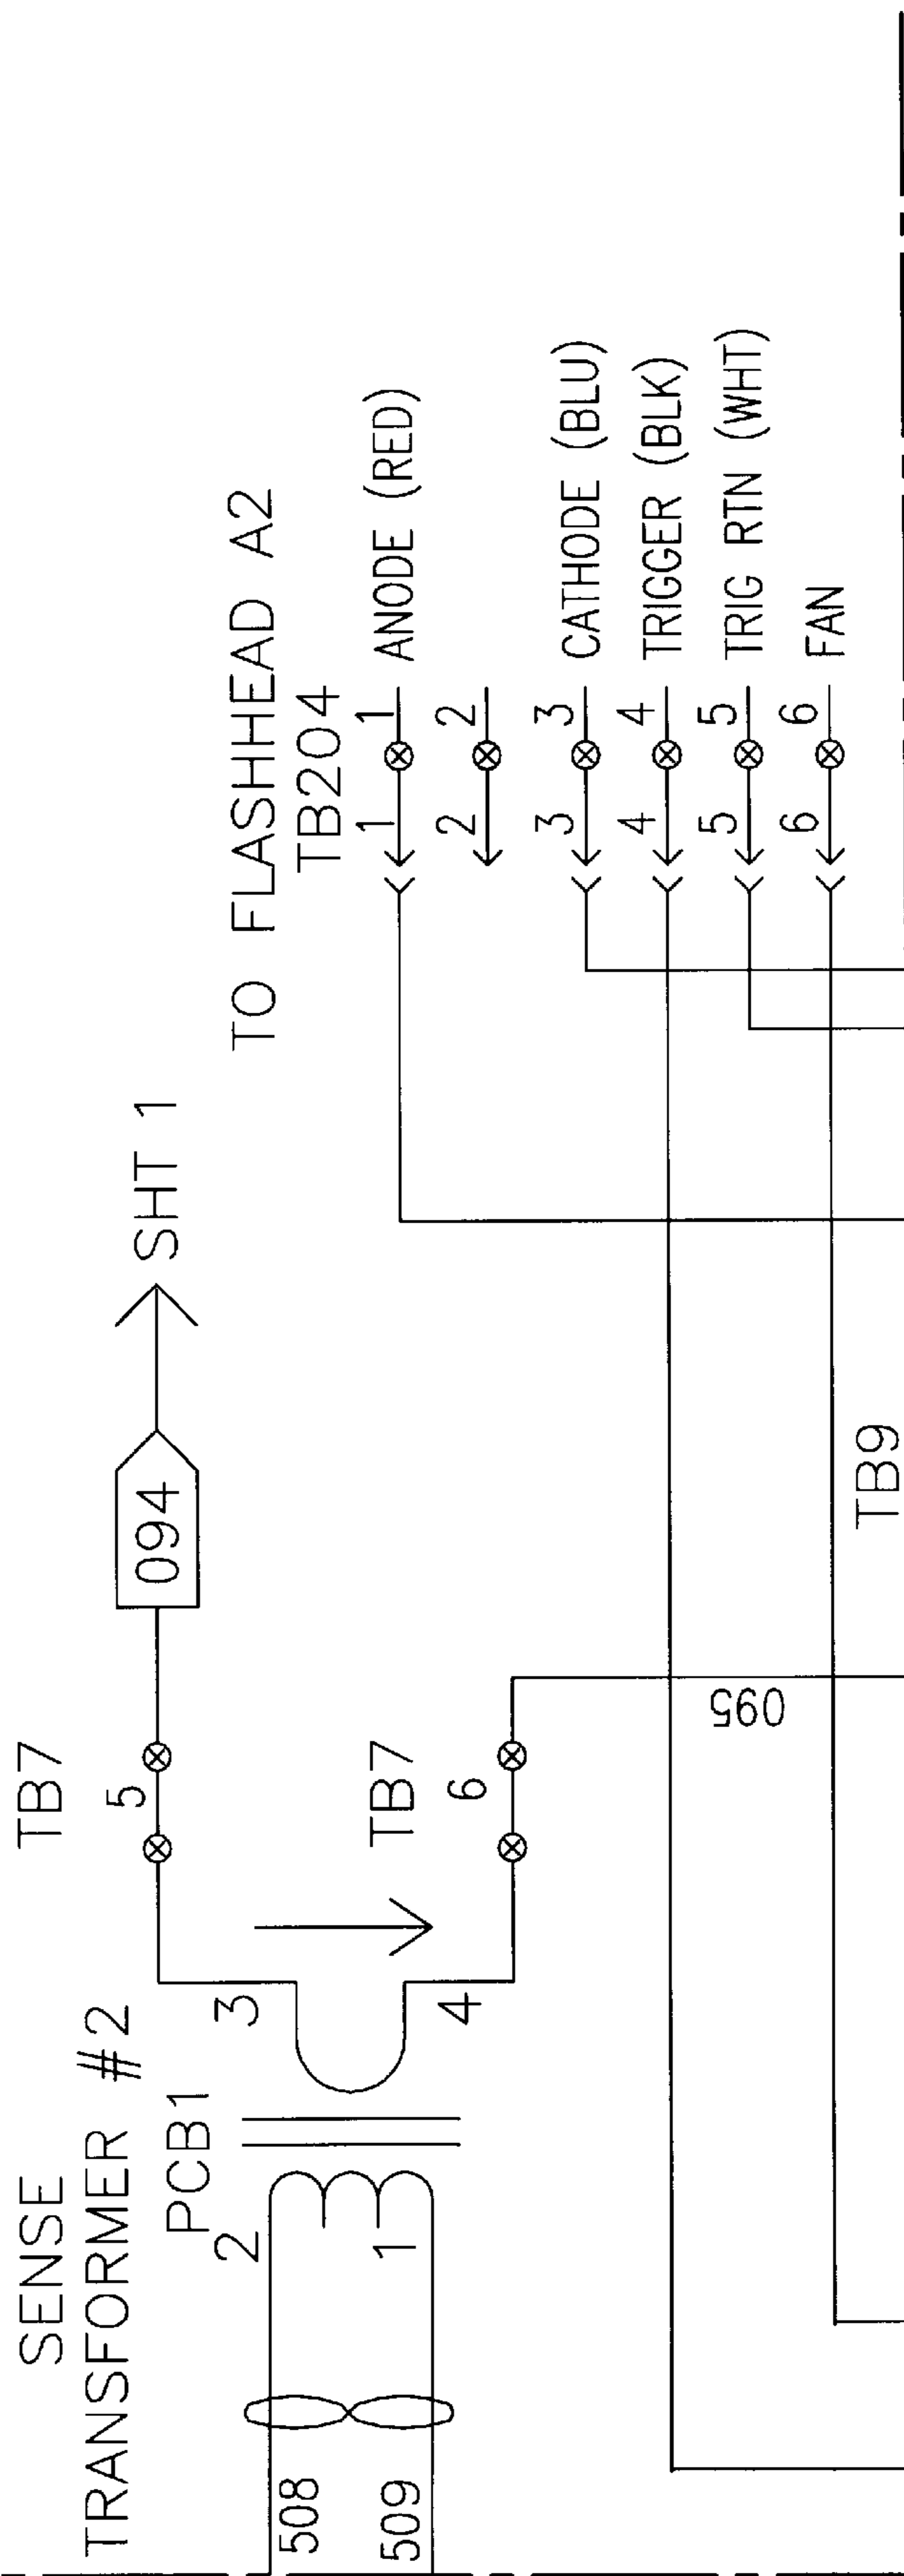 SENSE
TRANSFORMER #2
PCB1
2
1
508
509
3
4
TB7
5
094
SHT 1
TB7
6
095
TO FLASHHEAD A2
TB204
1 1 ANODE (RED)
2 2
3 3 CATHODE (BLU)
4 4 TRIGGER (BLK)
5 5 TRIG RTN (WHT)
6 6 FAN
TB9